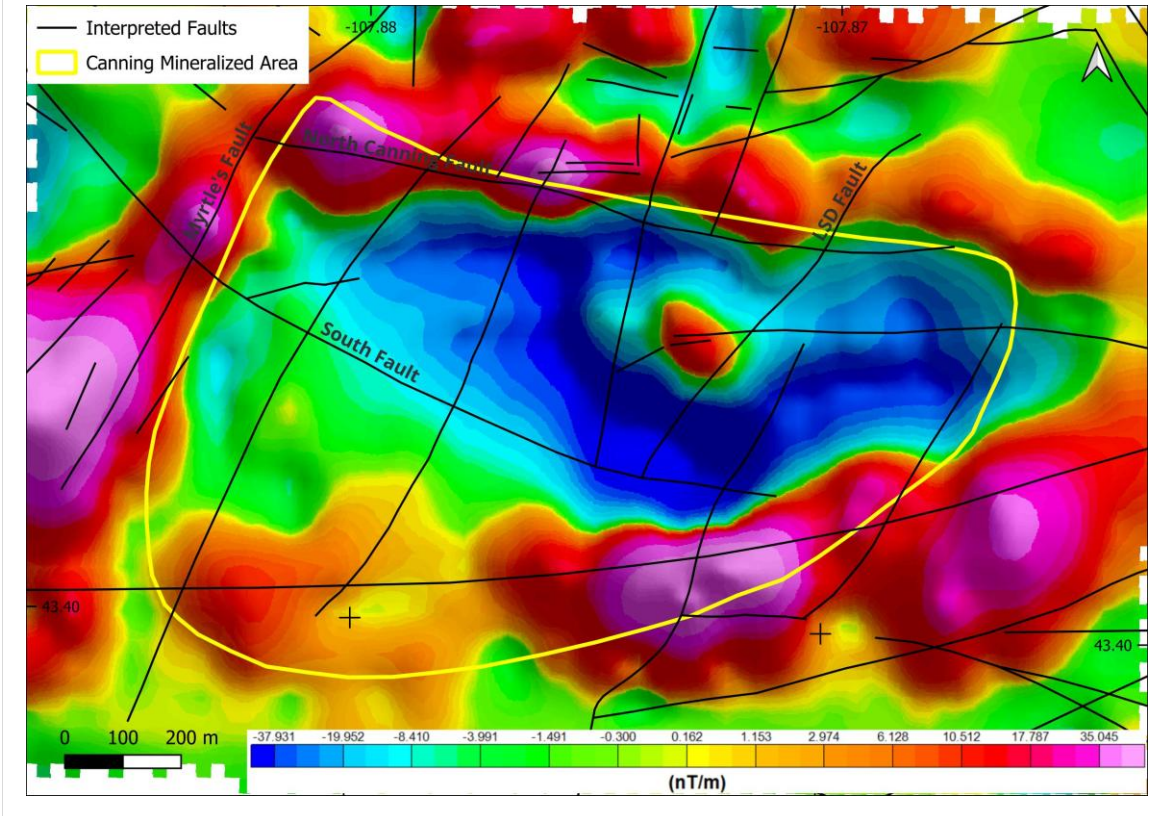 Interpreted Faults
Canning Mineralized Area
-107.88
-107.87
North Canning Fault
Myrtle's Fault
LSD Fault
South Fault
43.40
43.40
0 100 200 m
-37.931 -19.952 -8.410 -3.991 -1.491 -0.300 0.162 1.153 2.974 6.128 10.512 17.787 35.045
(nT/m)